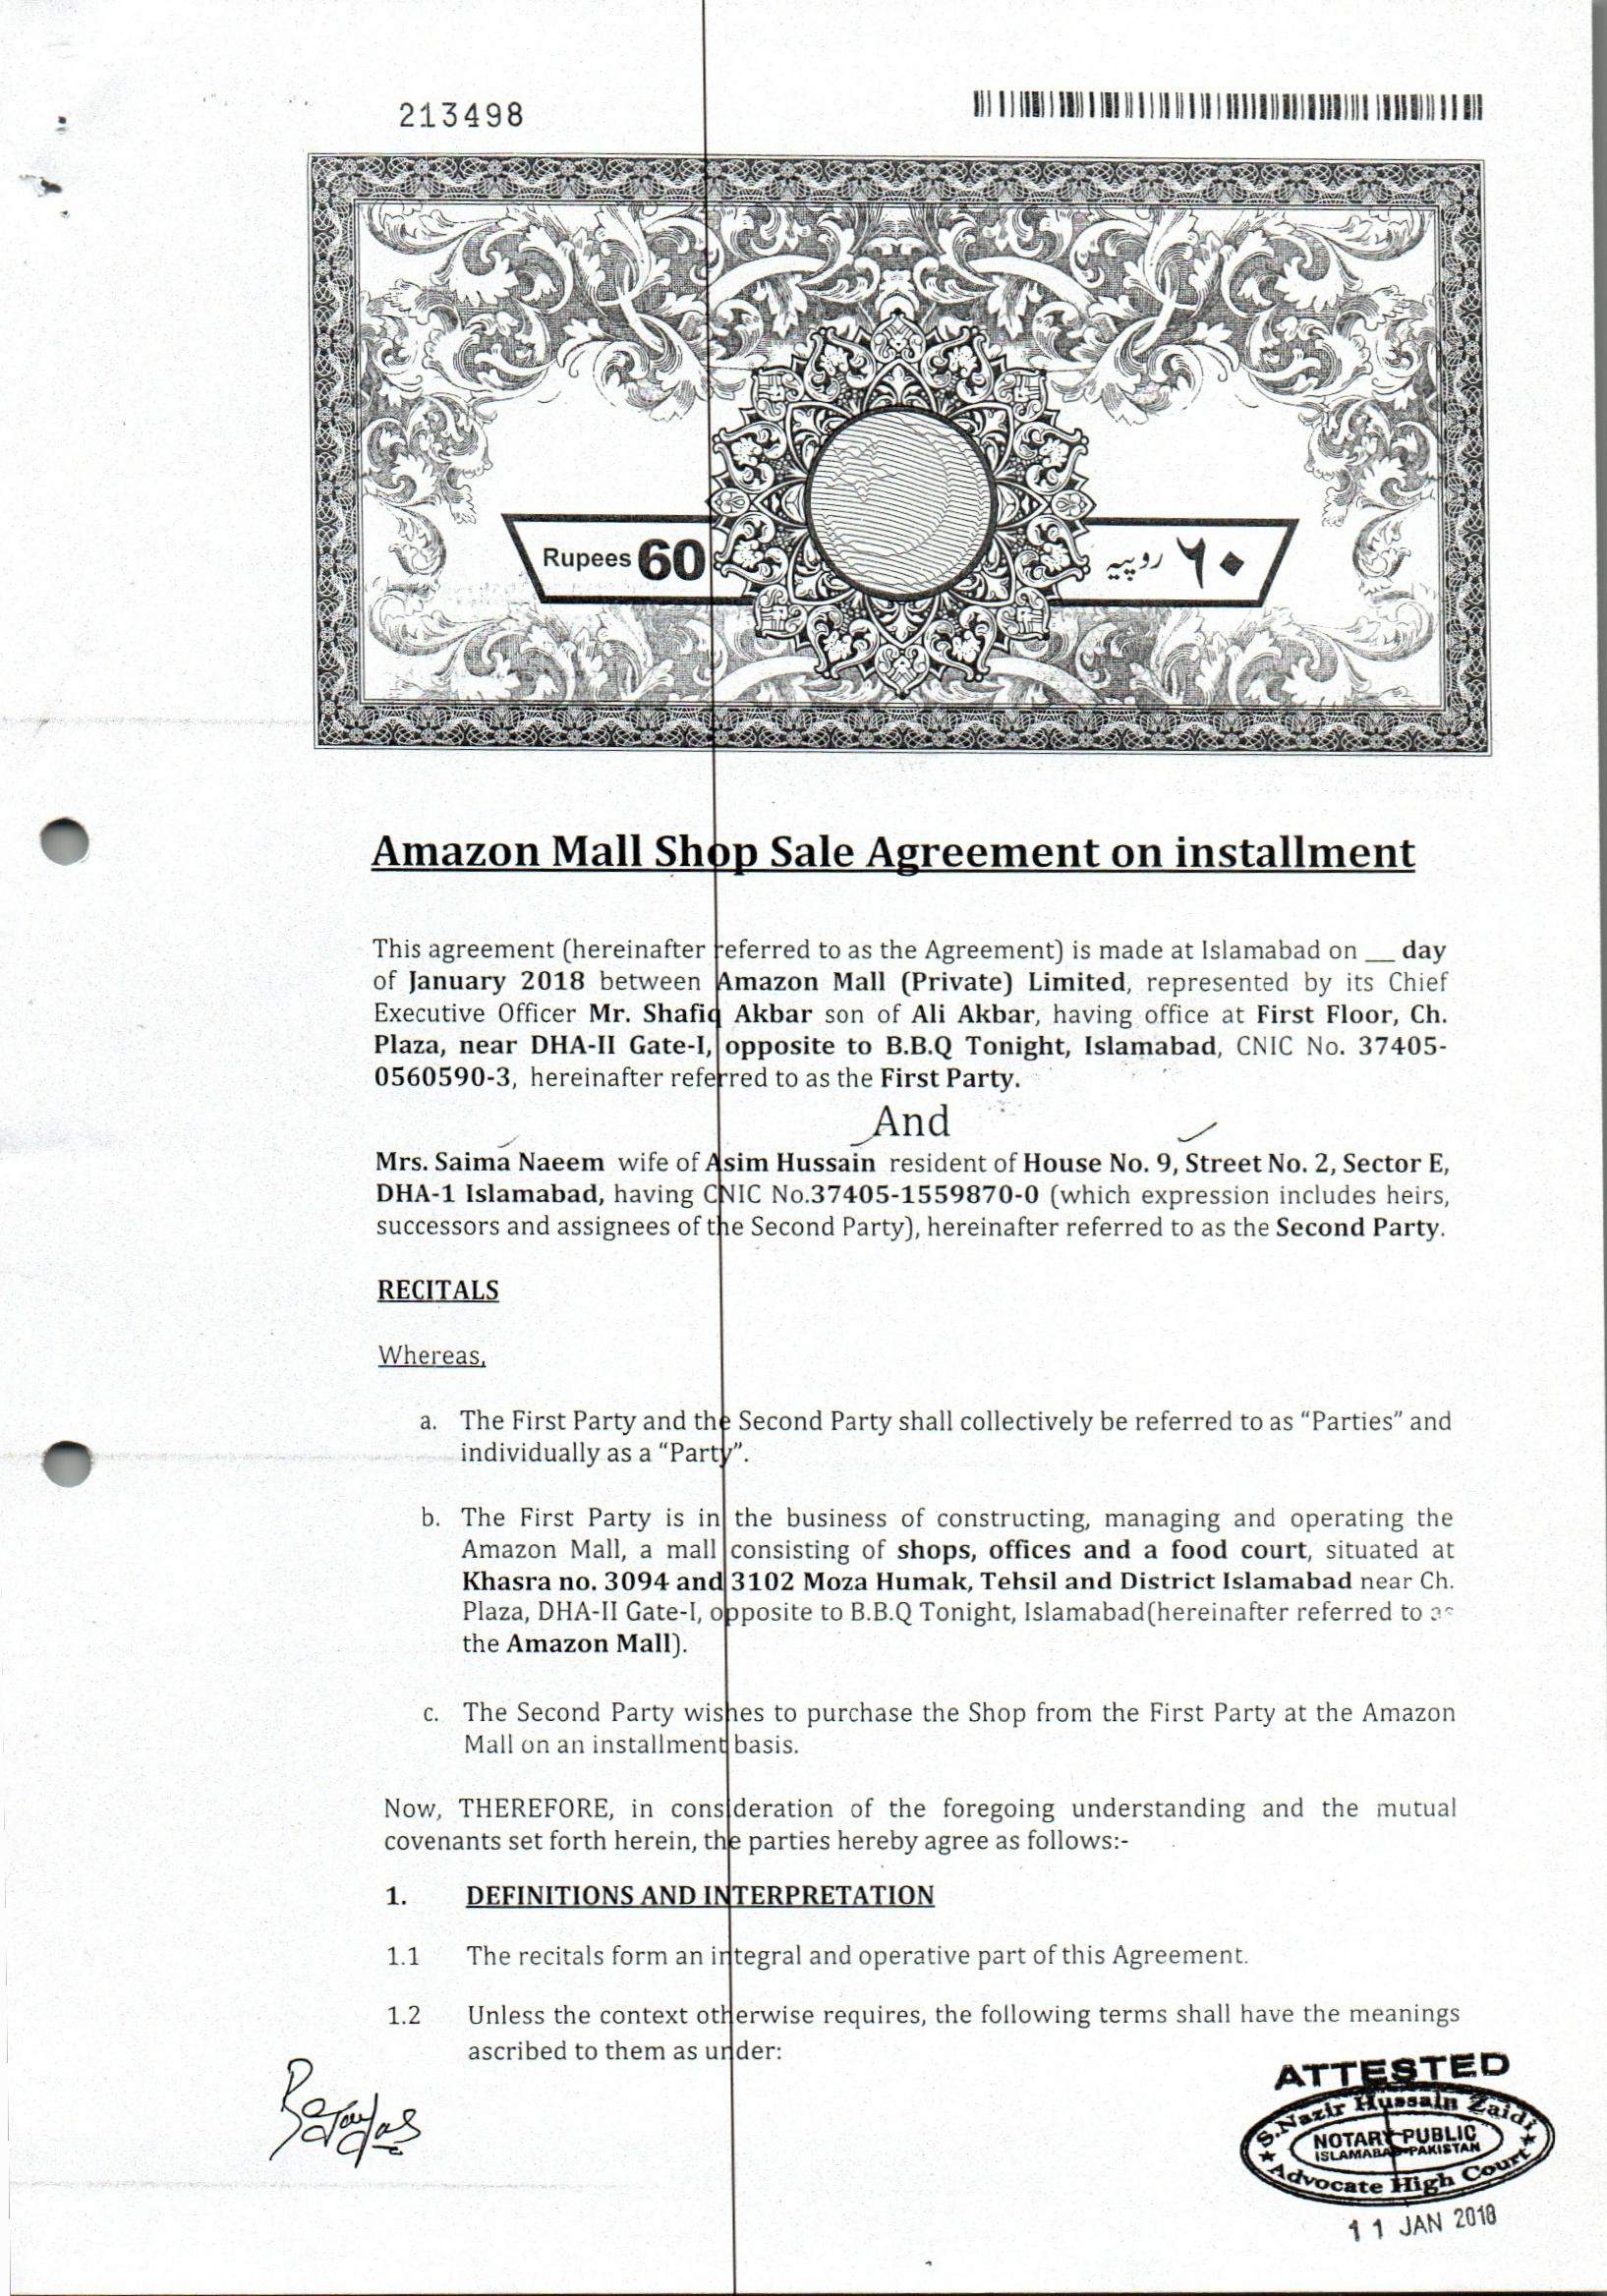 213498
Rupees 60
۶۰ روپیہ
Amazon Mall Shop Sale Agreement on installment
This agreement (hereinafter referred to as the Agreement) is made at Islamabad on __ day
of January 2018 between Amazon Mall (Private) Limited, represented by its Chief
Executive Officer Mr. Shafiq Akbar son of Ali Akbar, having office at First Floor, Ch.
Plaza, near DHA-II Gate-I, opposite to B.B.Q Tonight, Islamabad, CNIC No. 37405-
0560590-3, hereinafter referred to as the First Party.
And
Mrs. Saima Naeem wife of Asim Hussain resident of House No. 9, Street No. 2, Sector E,
DHA-1 Islamabad, having CNIC No.37405-1559870-0 (which expression includes heirs,
successors and assignees of the Second Party), hereinafter referred to as the Second Party.
RECITALS
Whereas,
a. The First Party and the Second Party shall collectively be referred to as “Parties” and
individually as a “Party”.
b. The First Party is in the business of constructing, managing and operating the
Amazon Mall, a mall consisting of shops, offices and a food court, situated at
Khasra no. 3094 and 3102 Moza Humak, Tehsil and District Islamabad near Ch.
Plaza, DHA-II Gate-I, opposite to B.B.Q Tonight, Islamabad(hereinafter referred to as
the Amazon Mall).
c. The Second Party wishes to purchase the Shop from the First Party at the Amazon
Mall on an installment basis.
Now, THEREFORE, in consideration of the foregoing understanding and the mutual
covenants set forth herein, the parties hereby agree as follows:-
1. DEFINITIONS AND INTERPRETATION
1.1 The recitals form an integral and operative part of this Agreement.
1.2 Unless the context otherwise requires, the following terms shall have the meanings
ascribed to them as under:
ATTESTED
S. Nazir Hussain Zaidi
NOTARY PUBLIC
ISLAMABAD-PAKISTAN
Advocate High Court
11 JAN 2018